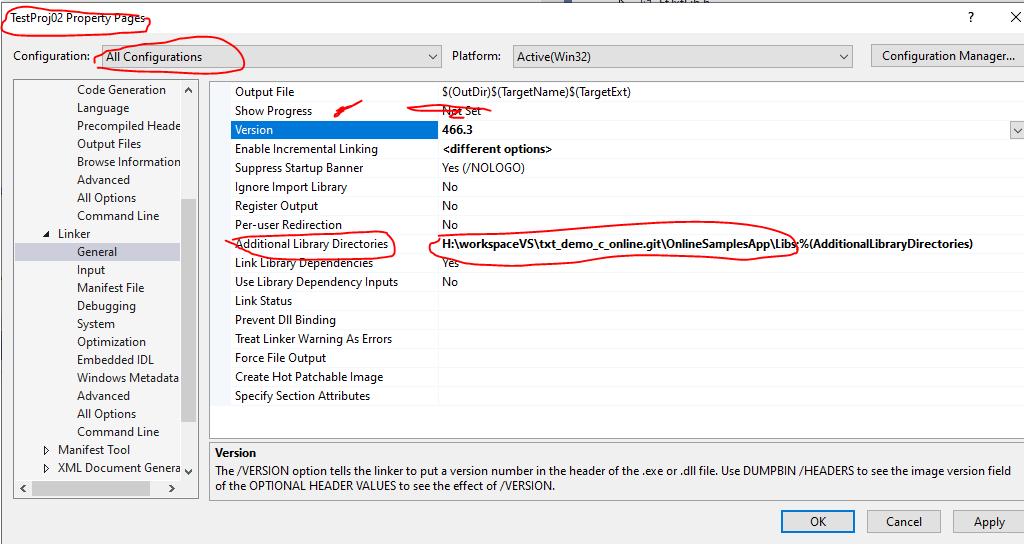 TestProj02 Property Pages ? X
Configuration: All Configurations Platform: Active(Win32) Configuration Manager...
Code Generation
Language
Precompiled Heade
Output Files
Browse Information
Advanced
All Options
Command Line
Linker
General
Input
Manifest File
Debugging
System
Optimization
Embedded IDL
Windows Metadata
Advanced
All Options
Command Line
Manifest Tool
XML Document Genera
Output File $(OutDir)$(TargetName)$(TargetExt)
Show Progress Not Set
Version 466.3
Enable Incremental Linking <different options>
Suppress Startup Banner Yes (/NOLOGO)
Ignore Import Library No
Register Output No
Per-user Redirection No
Additional Library Directories H:\workspaceVS\txt_demo_c_online.git\OnlineSamplesApp\Libs;%(AdditionalLibraryDirectories)
Link Library Dependencies Yes
Use Library Dependency Inputs No
Link Status
Prevent Dll Binding
Treat Linker Warning As Errors
Force File Output
Create Hot Patchable Image
Specify Section Attributes
Version
The /VERSION option tells the linker to put a version number in the header of the .exe or .dll file. Use DUMPBIN /HEADERS to see the image version field
of the OPTIONAL HEADER VALUES to see the effect of /VERSION.
OK Cancel Apply